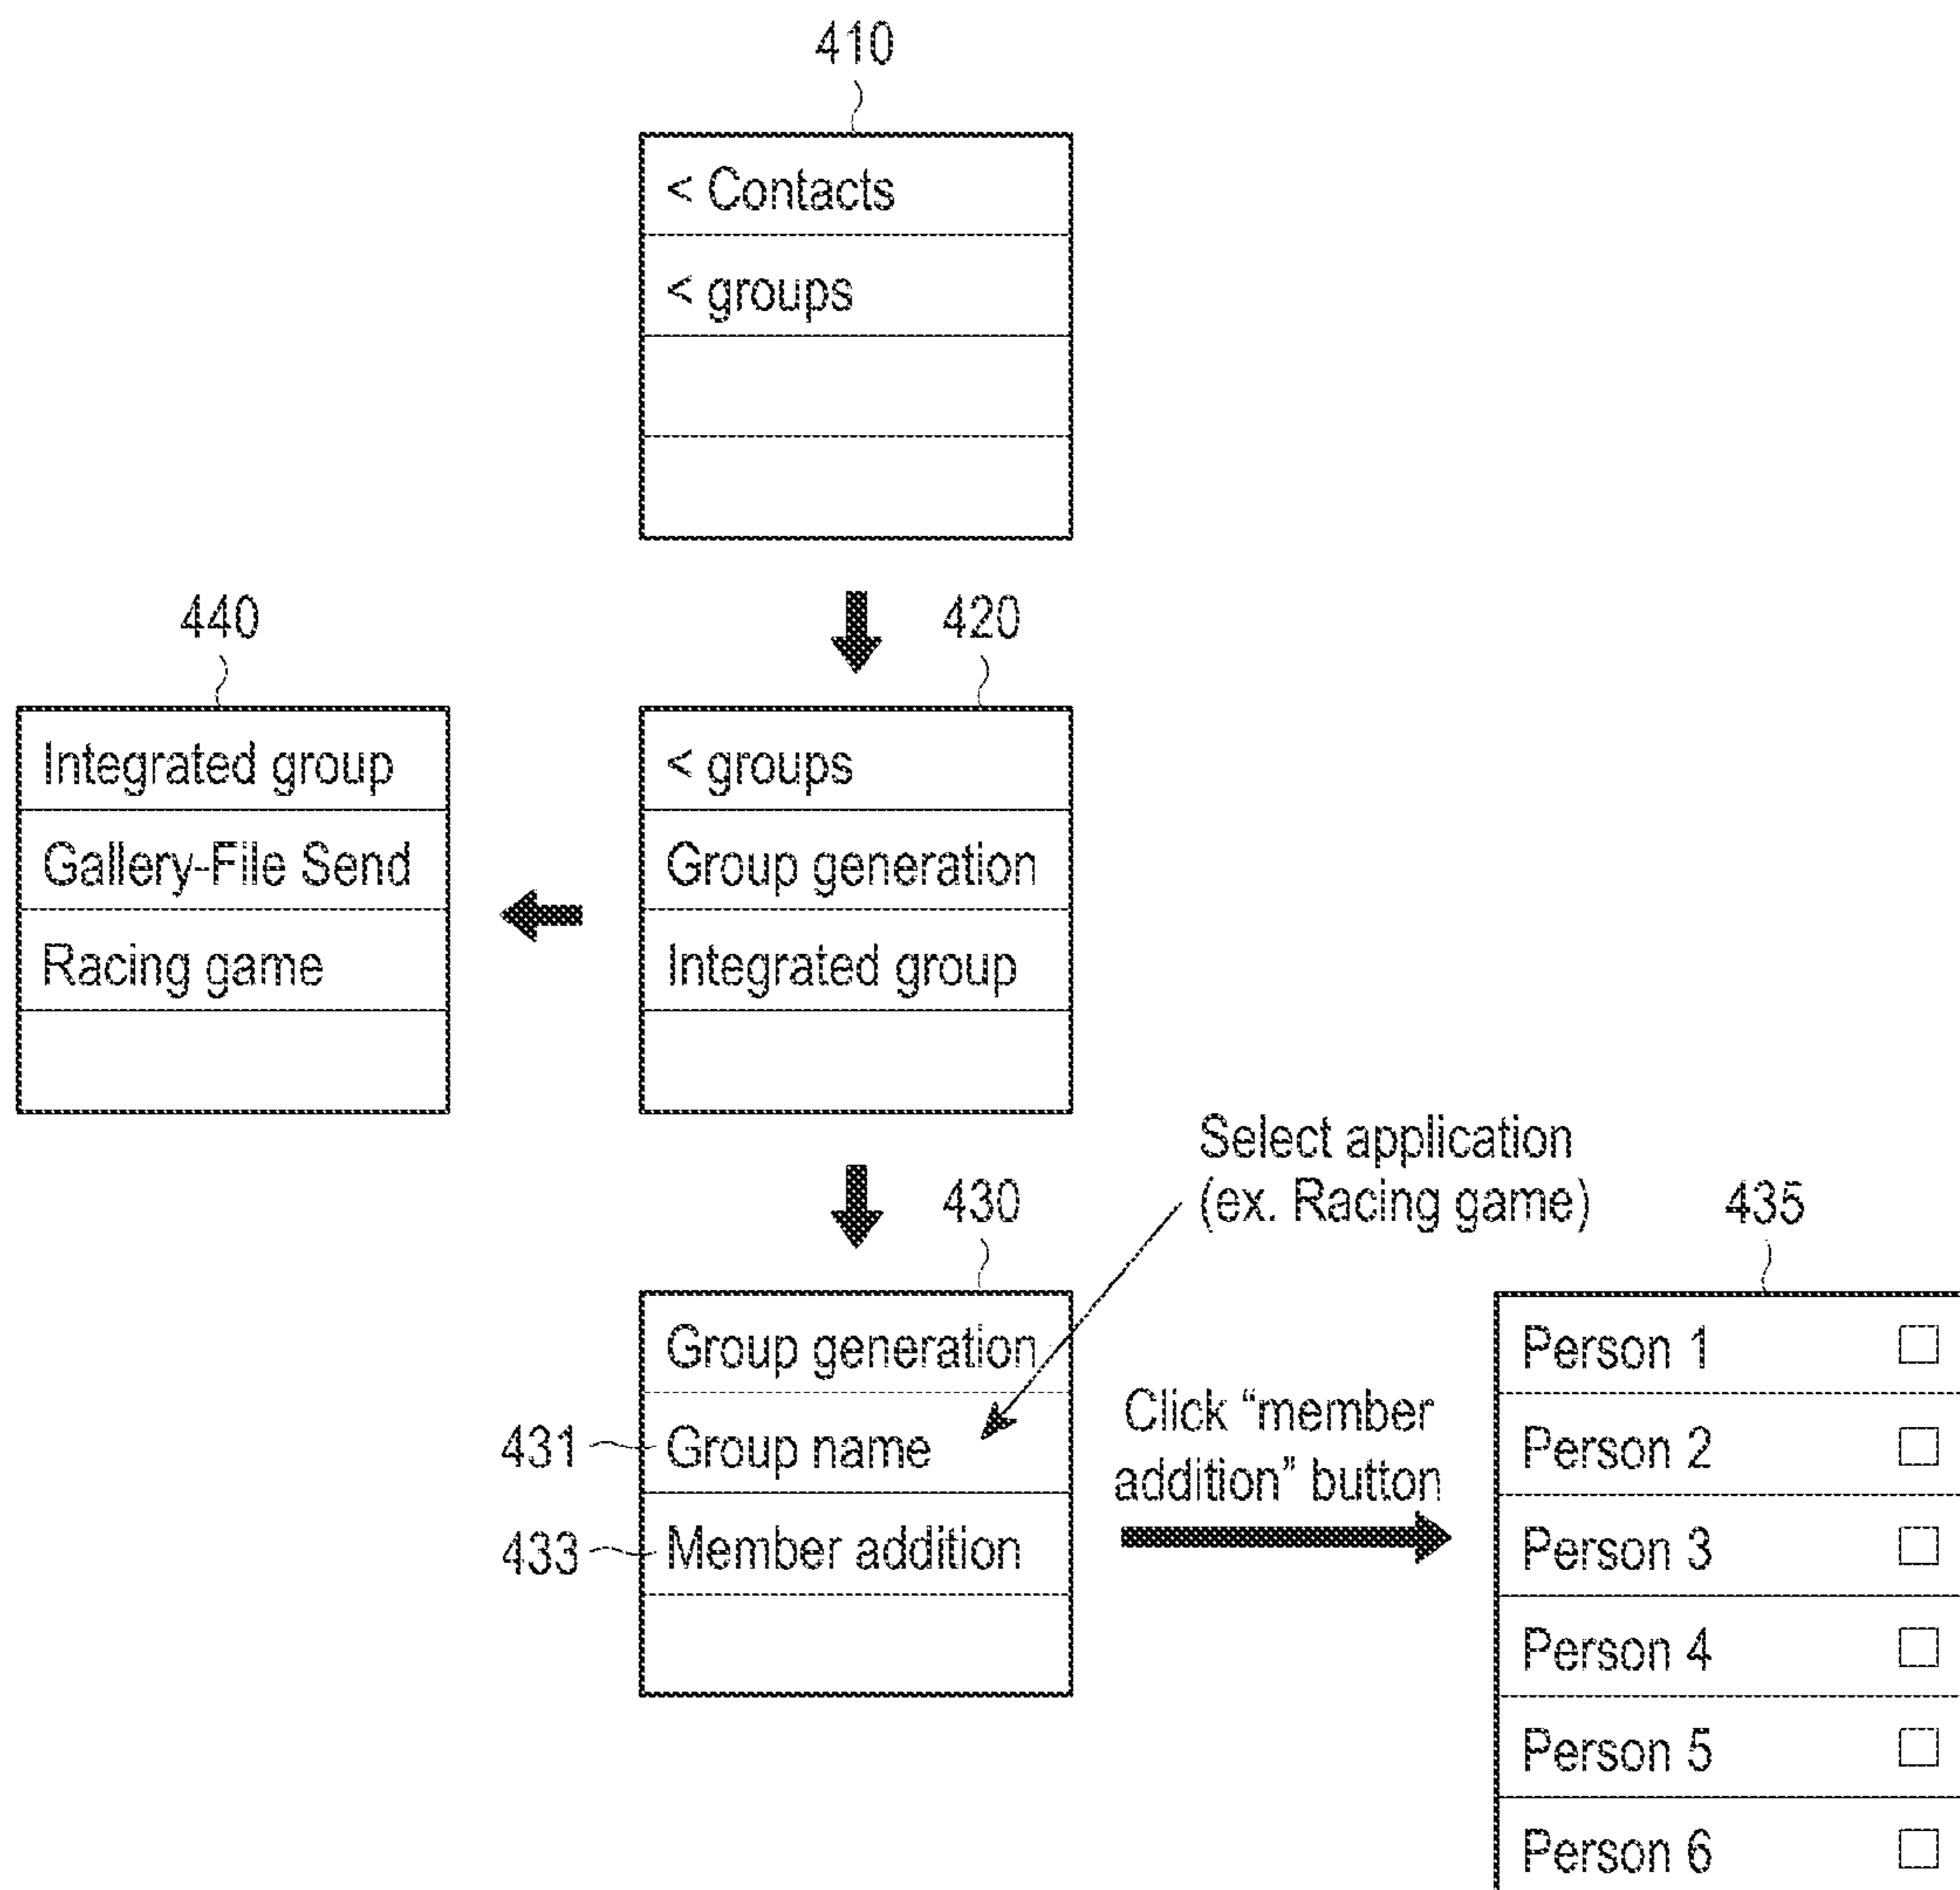 410
< Contacts
< groups
440
420
Integrated group
Gallery-File Send
Racing game
< groups
Group generation
Integrated group
Select application
(ex. Racing game)
430
435
Group generation
431
Group name
433
Member addition
Click “member
addition” button
Person 1
Person 2
Person 3
Person 4
Person 5
Person 6